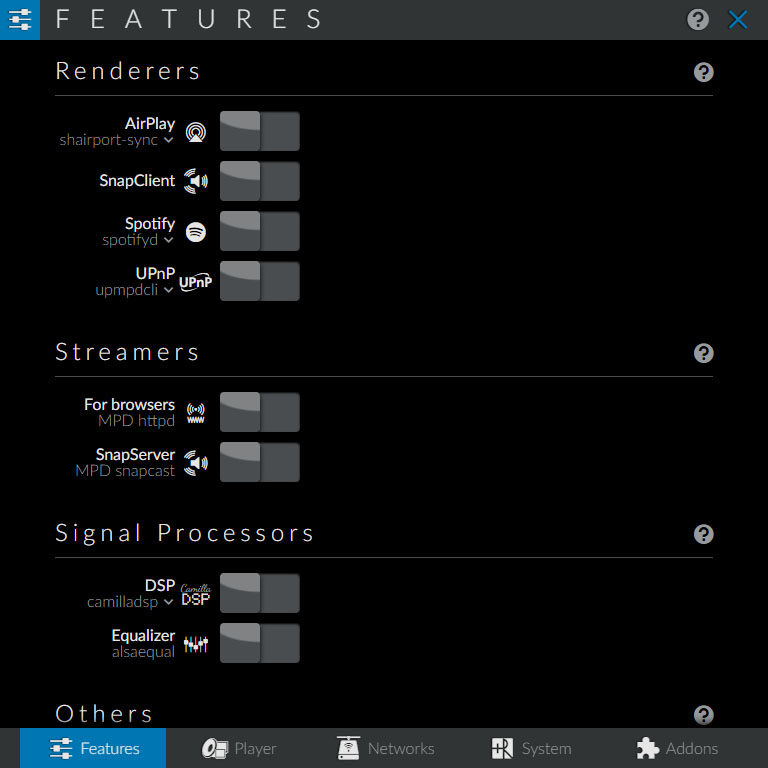 FEATURES
Renderers
AirPlay
shairport-sync
SnapClient
Spotify
spotifyd
UPnP
upmpdcli
UPnP
Streamers
For browsers
MPD httpd
SnapServer
MPD snapcast
Signal Processors
DSP
camilladsp
Camilla
DSP
Equalizer
alsaequal
Others
Features Player Networks System Addons